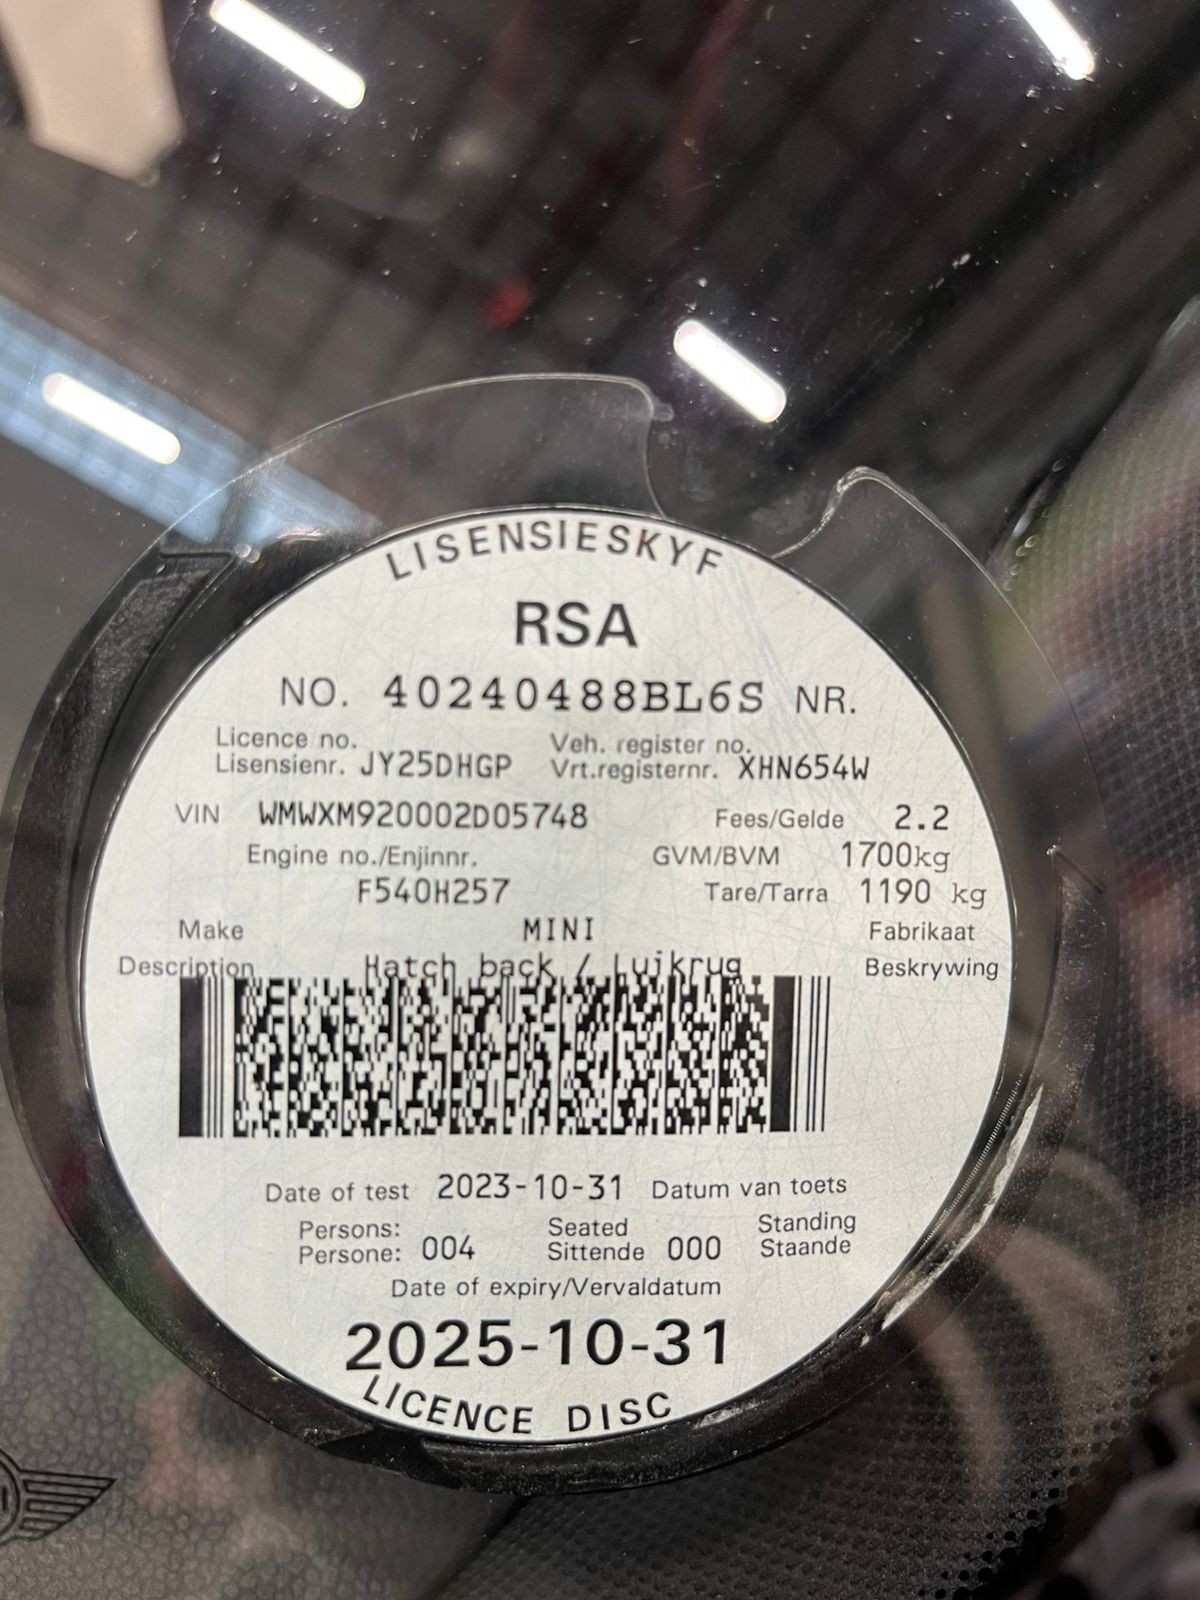 LISENSIESKYF
RSA
NO. 40240488BL6S NR.
Licence no. Veh. register no.
Lisensienr. JY25DHGP Vrt.registernr. XHN654W
VIN WMWXM920002D05748 Fees/Gelde 2.2
Engine no./Enjinnr. GVM/BVM 1700kg
F540H257 Tare/Tarra 1190 kg
Make MINI Fabrikaat
Description Hatch back / Luikrug Beskrywing
Date of test 2023-10-31 Datum van toets
Persons: Seated Standing
Persone: 004 Sittende 000 Staande
Date of expiry/Vervaldatum
2025-10-31
LICENCE DISC